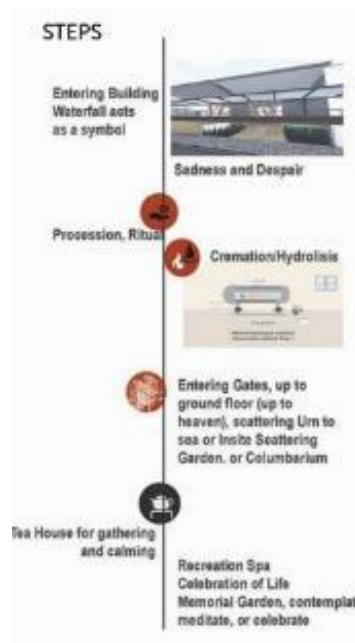 STEPS
Entering Building
Waterfall acts
as a symbol
Sadness and Despair
Prosession, Ritual
Cremation/Hydrolisis
Entering Gates, up to
ground floor (up to
heaven), scattering Urn to
sea or Insite Scattering
Garden. or Columbarium
Tea House for gathering
and calming
Recreation Spa
Celebration of Life
Memorial Garden, contemplat
meditate, or celebrate